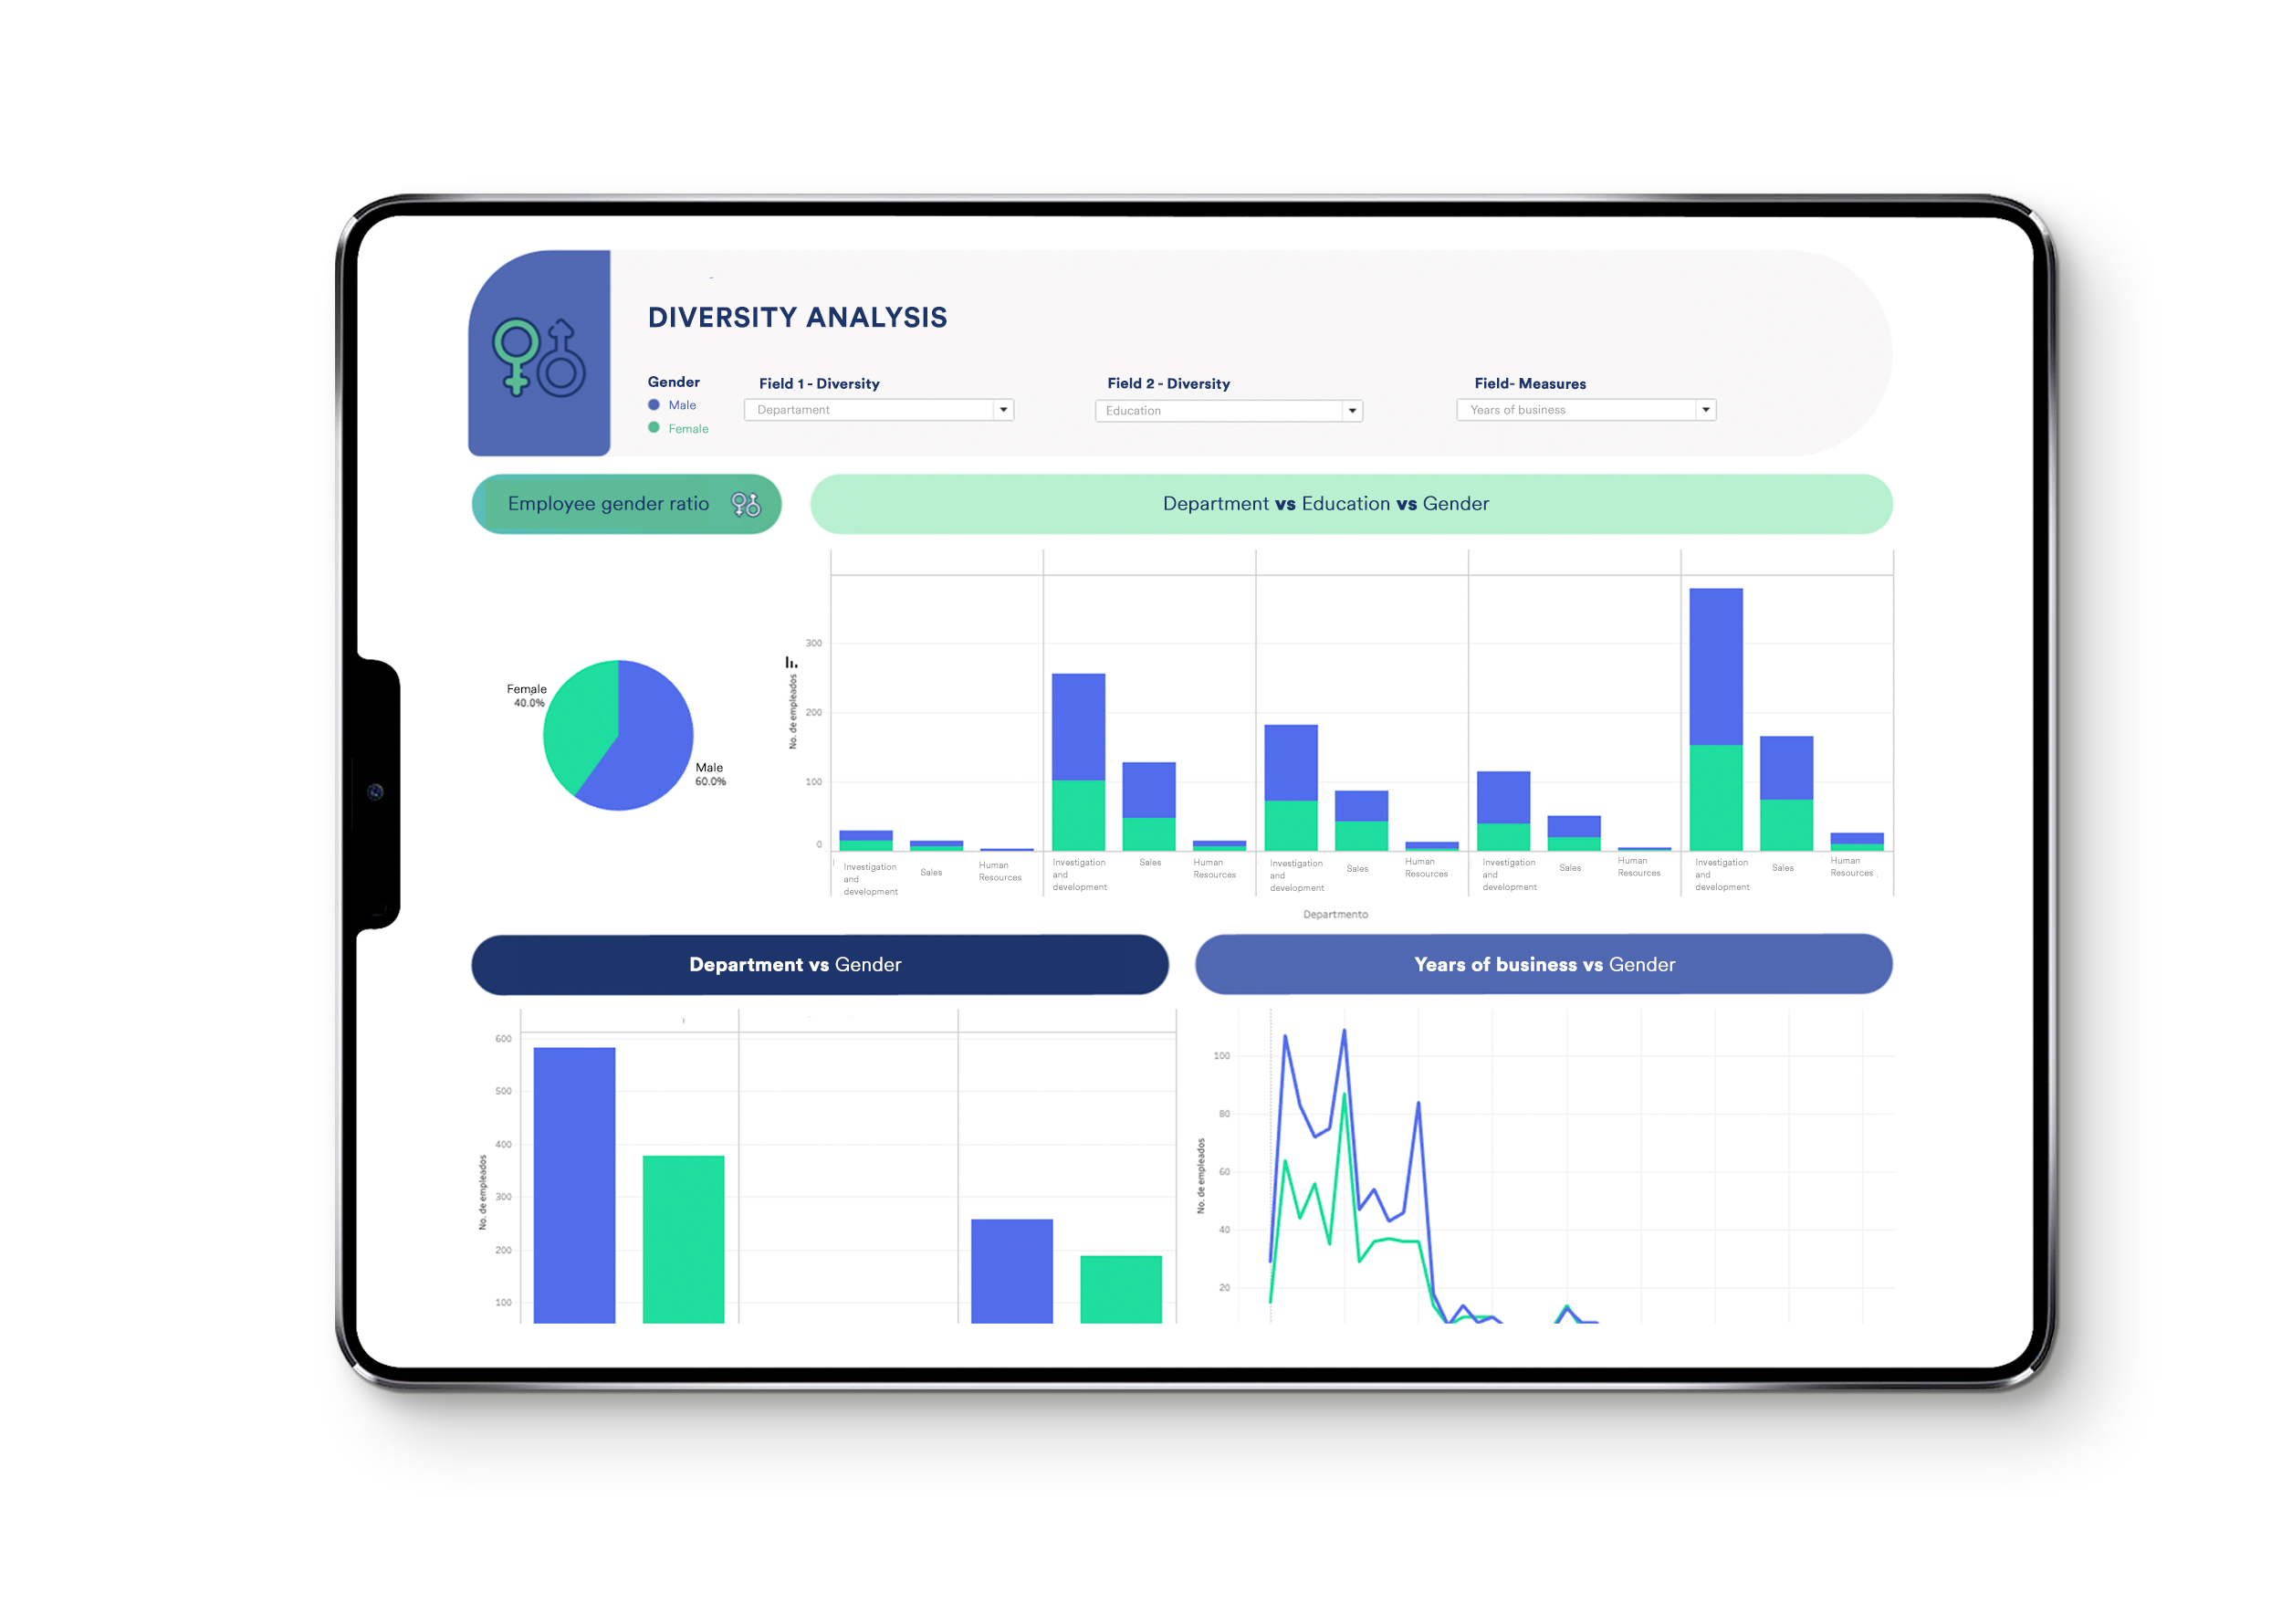 DIVERSITY ANALYSIS
Gender
Male
Female
Field 1 - Diversity
Departament
Field 2 - Diversity
Education
Field- Measures
Years of business
Employee gender ratio
Department vs Education vs Gender
Female
40.0%
Male
60.0%
No. de empleados
300
200
100
0
Investigation
and
development
Sales
Human
Resources
Investigation
and
development
Sales
Human
Resources
Investigation
and
development
Sales
Human
Resources
Investigation
and
development
Sales
Human
Resources
Investigation
and
development
Sales
Human
Resources
Departmento
Department vs Gender
No. de empleados
600
500
400
300
200
100
Years of business vs Gender
No. de empleados
100
80
60
40
20